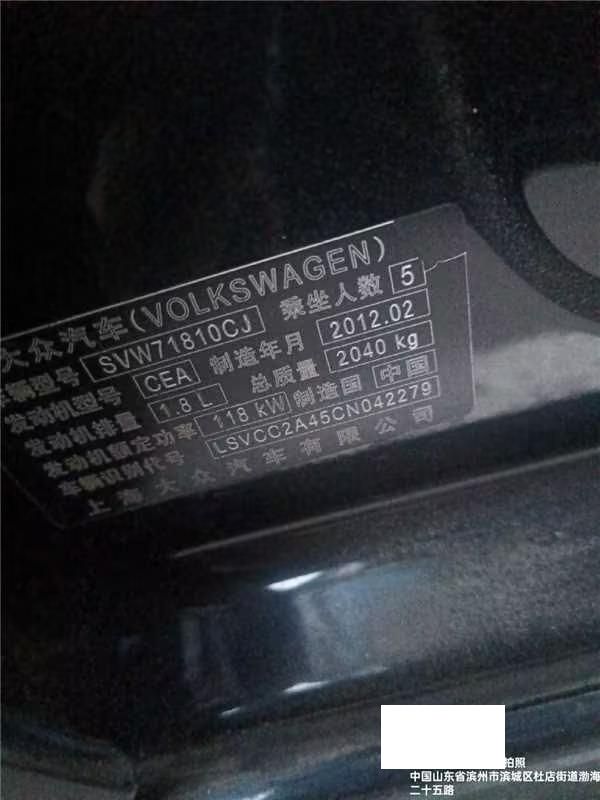 大众汽车(VOLKSWAGEN)
车辆型号 SVW71810CJ 乘坐人数 5
发动机型号 CEA 制造年月 2012.02
发动机排量 1.8 L 总质量 2040 kg
发动机额定功率 118 kW 制造国 中国
车辆识别代号 LSVCC2A45CN042279
上海大众汽车有限公司
拍照
中国山东省滨州市滨城区杜店街道渤海
二十五路